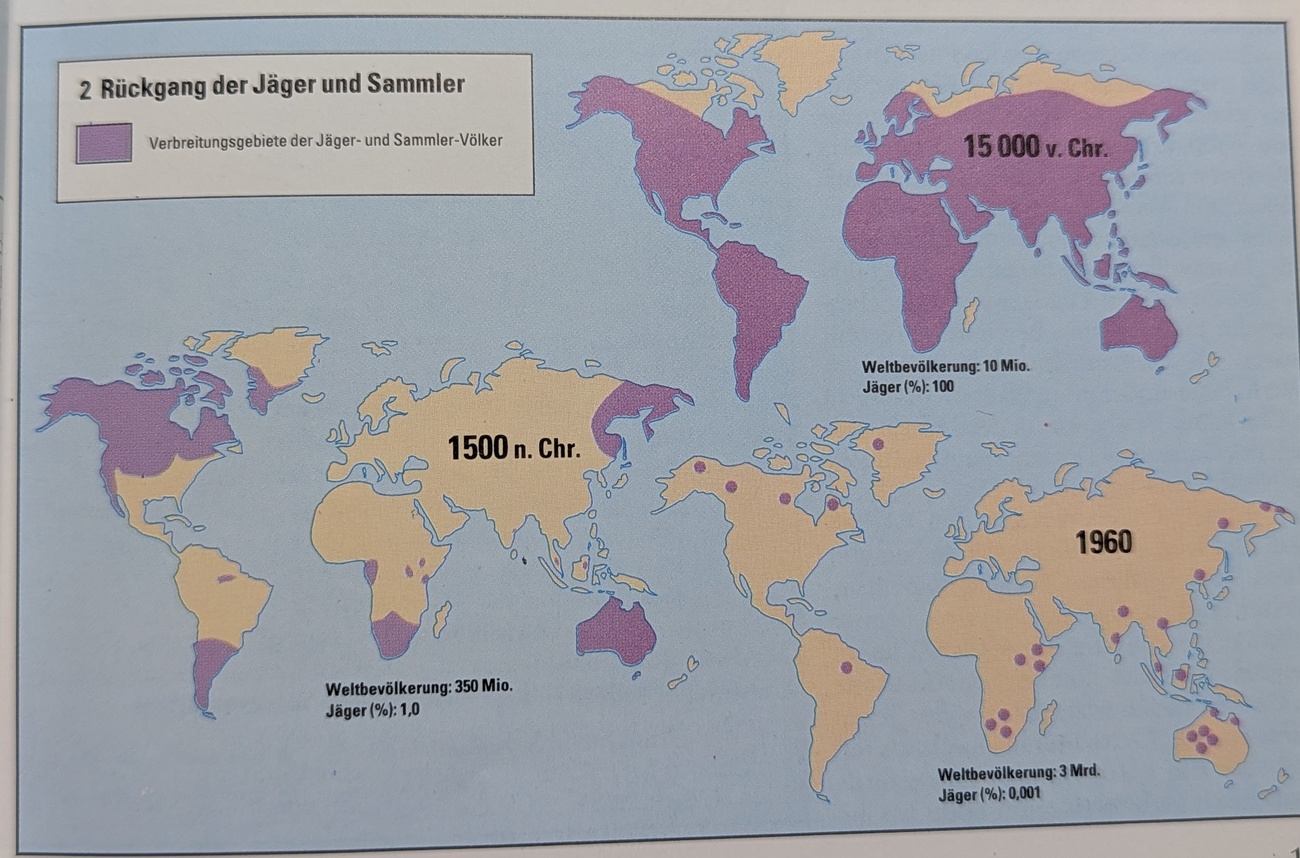 2 Rückgang der Jäger und Sammler
Verbreitungsgebiete der Jäger- und Sammler-Völker
15 000 v. Chr.
Weltbevölkerung: 10 Mio.
Jäger (%): 100
1500 n. Chr.
Weltbevölkerung: 350 Mio.
Jäger (%): 1,0
1960
Weltbevölkerung: 3 Mrd.
Jäger (%): 0,001